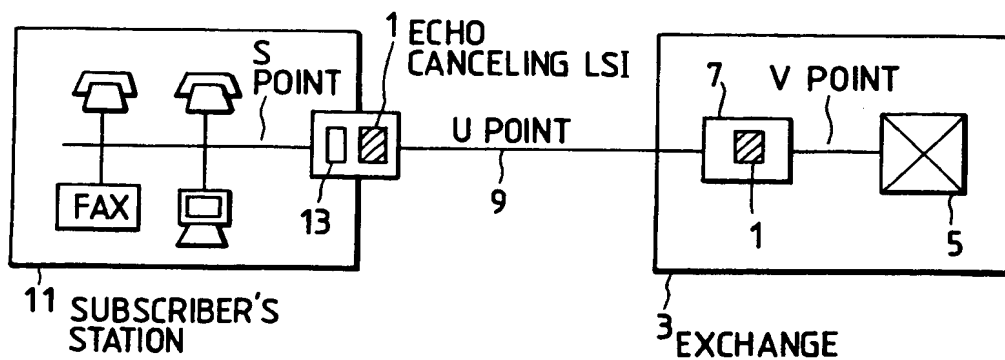 S
POINT
1 ECHO
CANCELING LSI
FAX
13
U POINT
9
7
V POINT
1
5
11 SUBSCRIBER'S
STATION
3 EXCHANGE